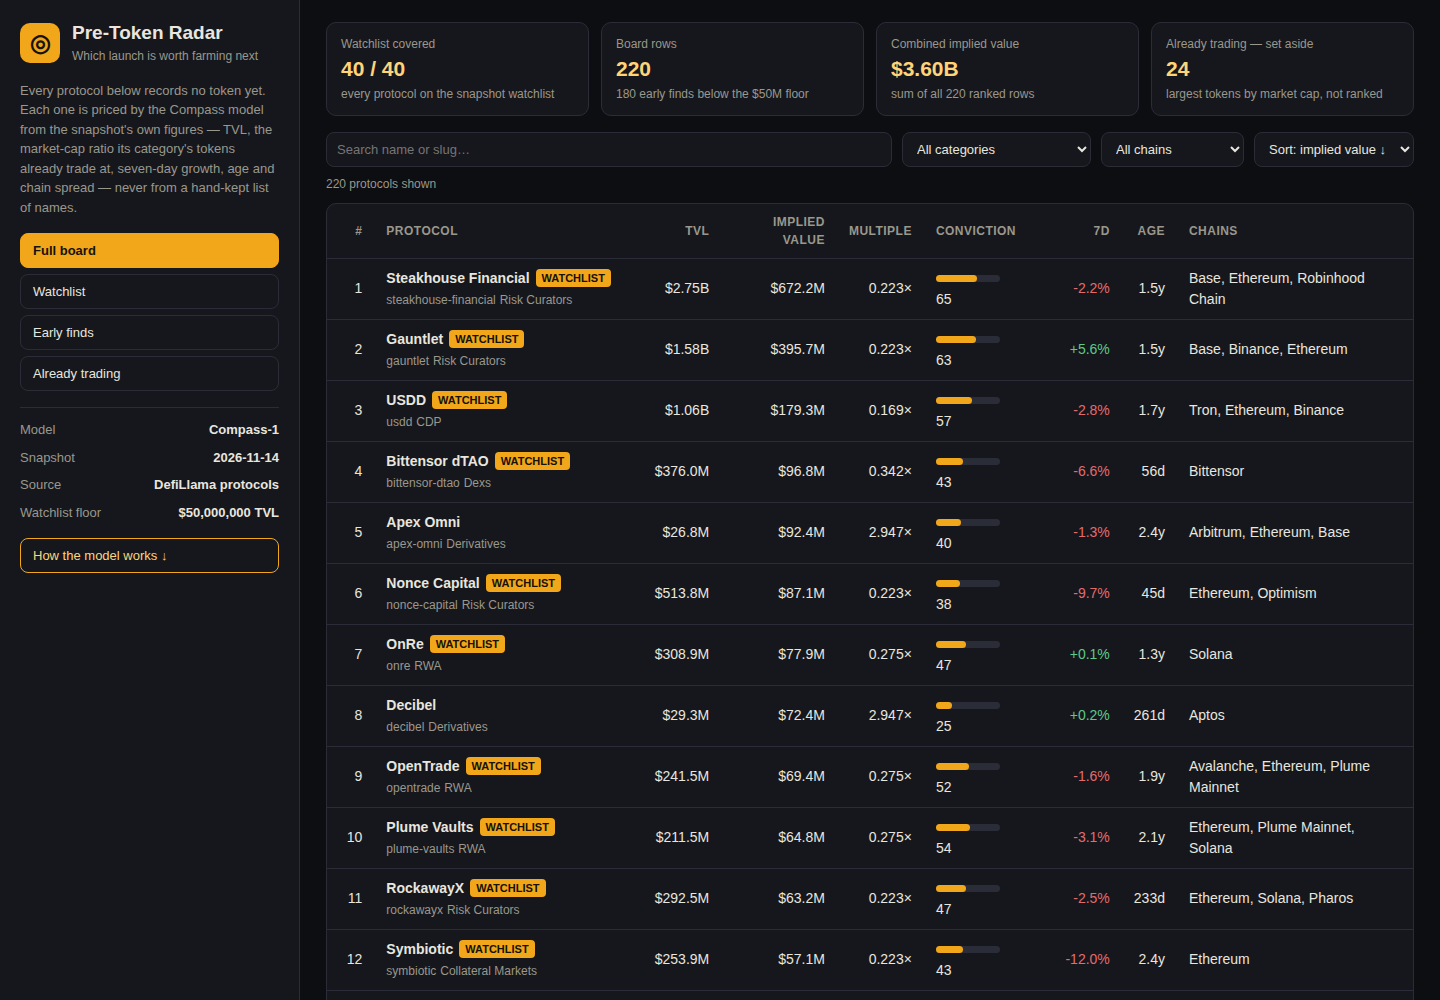 ◎
Pre-Token Radar
Which launch is worth farming next
Every protocol below records no token yet.
Each one is priced by the Compass model
from the snapshot's own figures — TVL, the
market-cap ratio its category's tokens
already trade at, seven-day growth, age and
chain spread — never from a hand-kept list
of names.
Full board
Watchlist
Early finds
Already trading
Model Compass-1
Snapshot 2026-11-14
Source DefiLlama protocols
Watchlist floor $50,000,000 TVL
How the model works ↓
Watchlist covered
40 / 40
every protocol on the snapshot watchlist
Board rows
220
180 early finds below the $50M floor
Combined implied value
$3.60B
sum of all 220 ranked rows
Already trading — set aside
24
largest tokens by market cap, not ranked
Search name or slug…
All categories
All chains
Sort: implied value ↓
220 protocols shown
# PROTOCOL TVL IMPLIED VALUE MULTIPLE CONVICTION 7D AGE CHAINS
1 Steakhouse Financial WATCHLIST $2.75B $672.2M 0.223× -2.2% 1.5y Base, Ethereum, Robinhood Chain
steakhouse-financial Risk Curators 65
2 Gauntlet WATCHLIST $1.58B $395.7M 0.223× +5.6% 1.5y Base, Binance, Ethereum
gauntlet Risk Curators 63
3 USDD WATCHLIST $1.06B $179.3M 0.169× -2.8% 1.7y Tron, Ethereum, Binance
usdd CDP 57
4 Bittensor dTAO WATCHLIST $376.0M $96.8M 0.342× -6.6% 56d Bittensor
bittensor-dtao Dexs 43
5 Apex Omni $26.8M $92.4M 2.947× -1.3% 2.4y Arbitrum, Ethereum, Base
apex-omni Derivatives 40
6 Nonce Capital WATCHLIST $513.8M $87.1M 0.223× -9.7% 45d Ethereum, Optimism
nonce-capital Risk Curators 38
7 OnRe WATCHLIST $308.9M $77.9M 0.275× +0.1% 1.3y Solana
onre RWA 47
8 Decibel $29.3M $72.4M 2.947× +0.2% 261d Aptos
decibel Derivatives 25
9 OpenTrade WATCHLIST $241.5M $69.4M 0.275× -1.6% 1.9y Avalanche, Ethereum, Plume Mainnet
opentrade RWA 52
10 Plume Vaults WATCHLIST $211.5M $64.8M 0.275× -3.1% 2.1y Ethereum, Plume Mainnet, Solana
plume-vaults RWA 54
11 RockawayX WATCHLIST $292.5M $63.2M 0.223× -2.5% 233d Ethereum, Solana, Pharos
rockawayx Risk Curators 47
12 Symbiotic WATCHLIST $253.9M $57.1M 0.223× -12.0% 2.4y Ethereum
symbiotic Collateral Markets 43